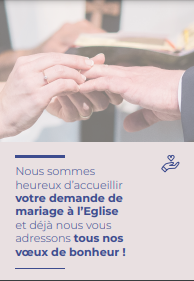 Nous sommes
heureux d'accueillir
votre demande de
mariage à l'Eglise
et déjà nous vous
adressons tous nos
vœux de bonheur !